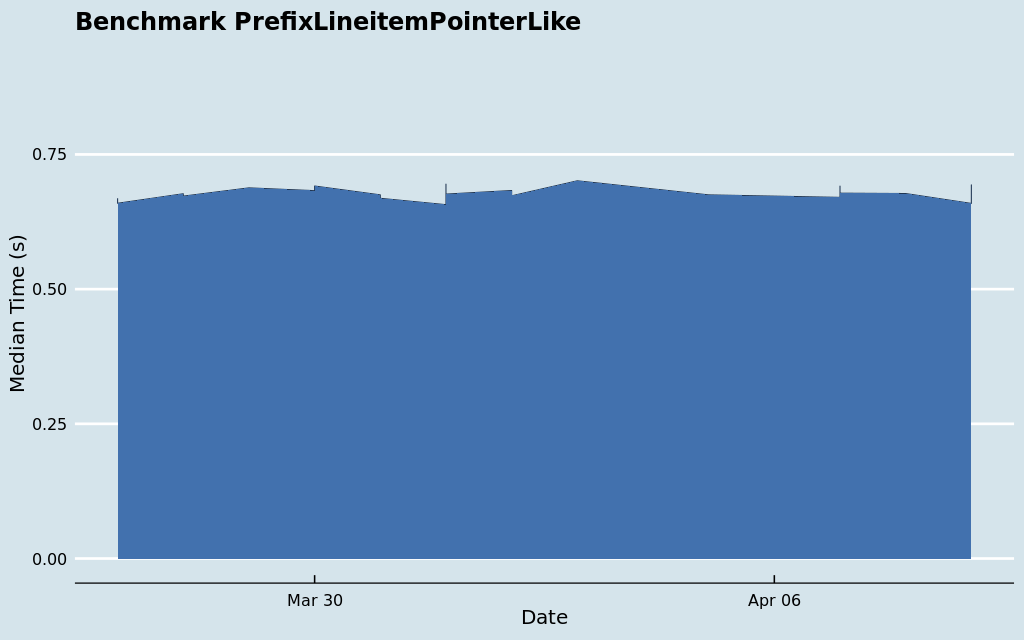 Benchmark PrefixLineitemPointerLike
Median Time (s)
0.75
0.50
0.25
0.00
Mar 30
Apr 06
Date